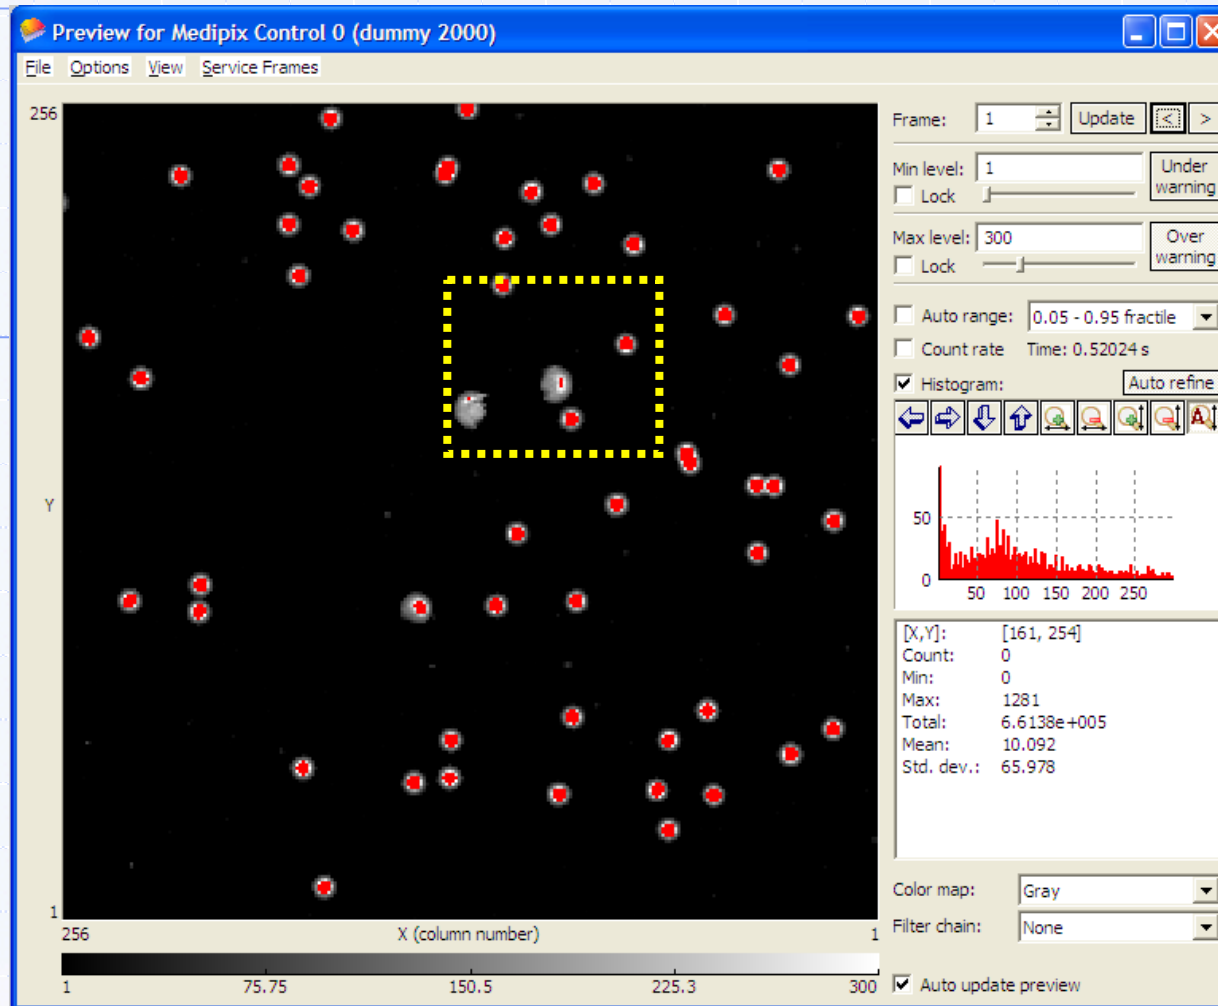 Preview for Medipix Control 0 (dummy 2000)
File Options View Service Frames
256
Y
1
256 X (column number) 1
1 75.75 150.5 225.3 300
Frame: 1 Update < >
Min level: 1 Under warning
Lock
Max level: 300 Over warning
Lock
Auto range: 0.05 - 0.95 fractile
Count rate Time: 0.52024 s
Histogram: Auto refine
A
50
0
50 100 150 200 250
[X,Y]: [161, 254]
Count: 0
Min: 0
Max: 1281
Total: 6.6138e+005
Mean: 10.092
Std. dev.: 65.978
Color map: Gray
Filter chain: None
Auto update preview